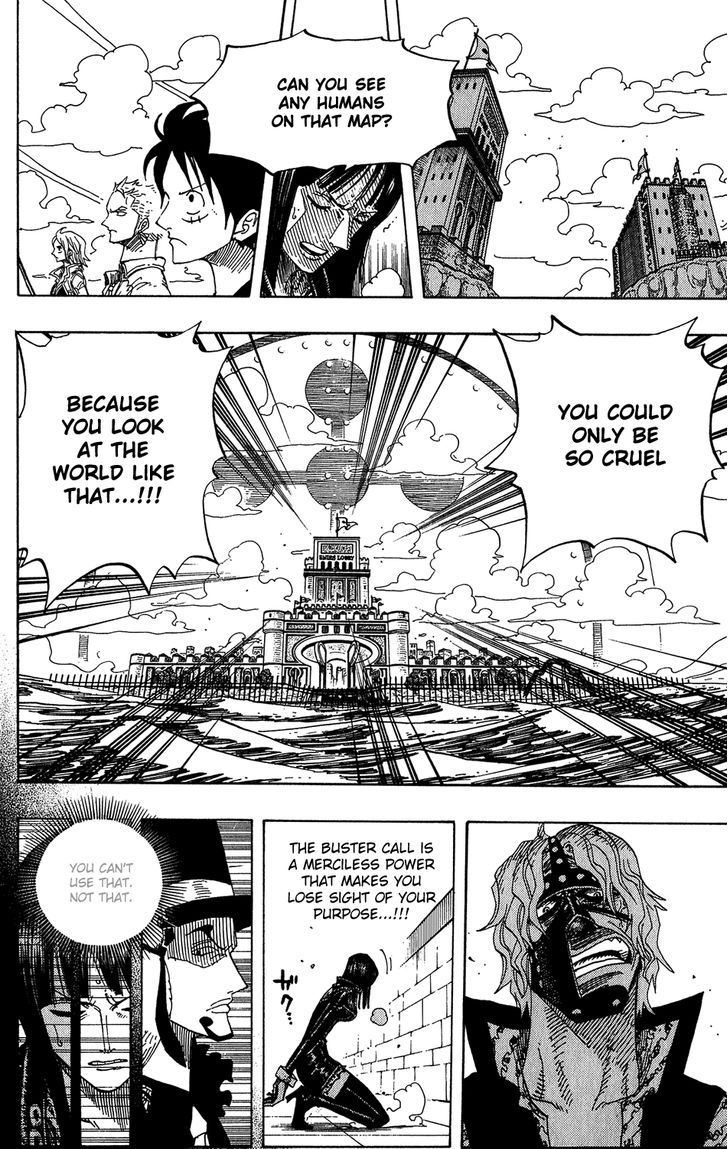 CAN YOU SEE
ANY HUMANS
ON THAT MAP?
YOU COULD
ONLY BE
SO CRUEL
BECAUSE
YOU LOOK
AT THE
WORLD LIKE
THAT...!!!
ENIES LOBBY
THE BUSTER CALL IS
A MERCILESS POWER
THAT MAKES YOU
LOSE SIGHT OF YOUR
PURPOSE...!!!
YOU CAN'T
USE THAT.
NOT THAT.